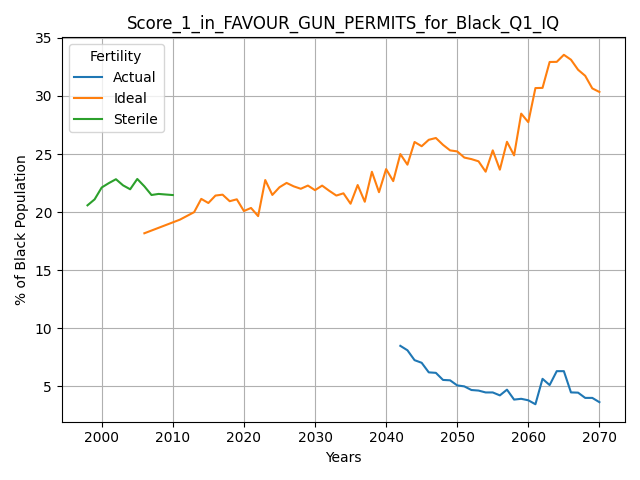 Score_1_in_FAVOUR_GUN_PERMITS_for_Black_Q1_IQ
Fertility
Actual
Ideal
Sterile
35
30
25
20
15
10
5
% of Black Population
2000 2010 2020 2030 2040 2050 2060 2070
Years